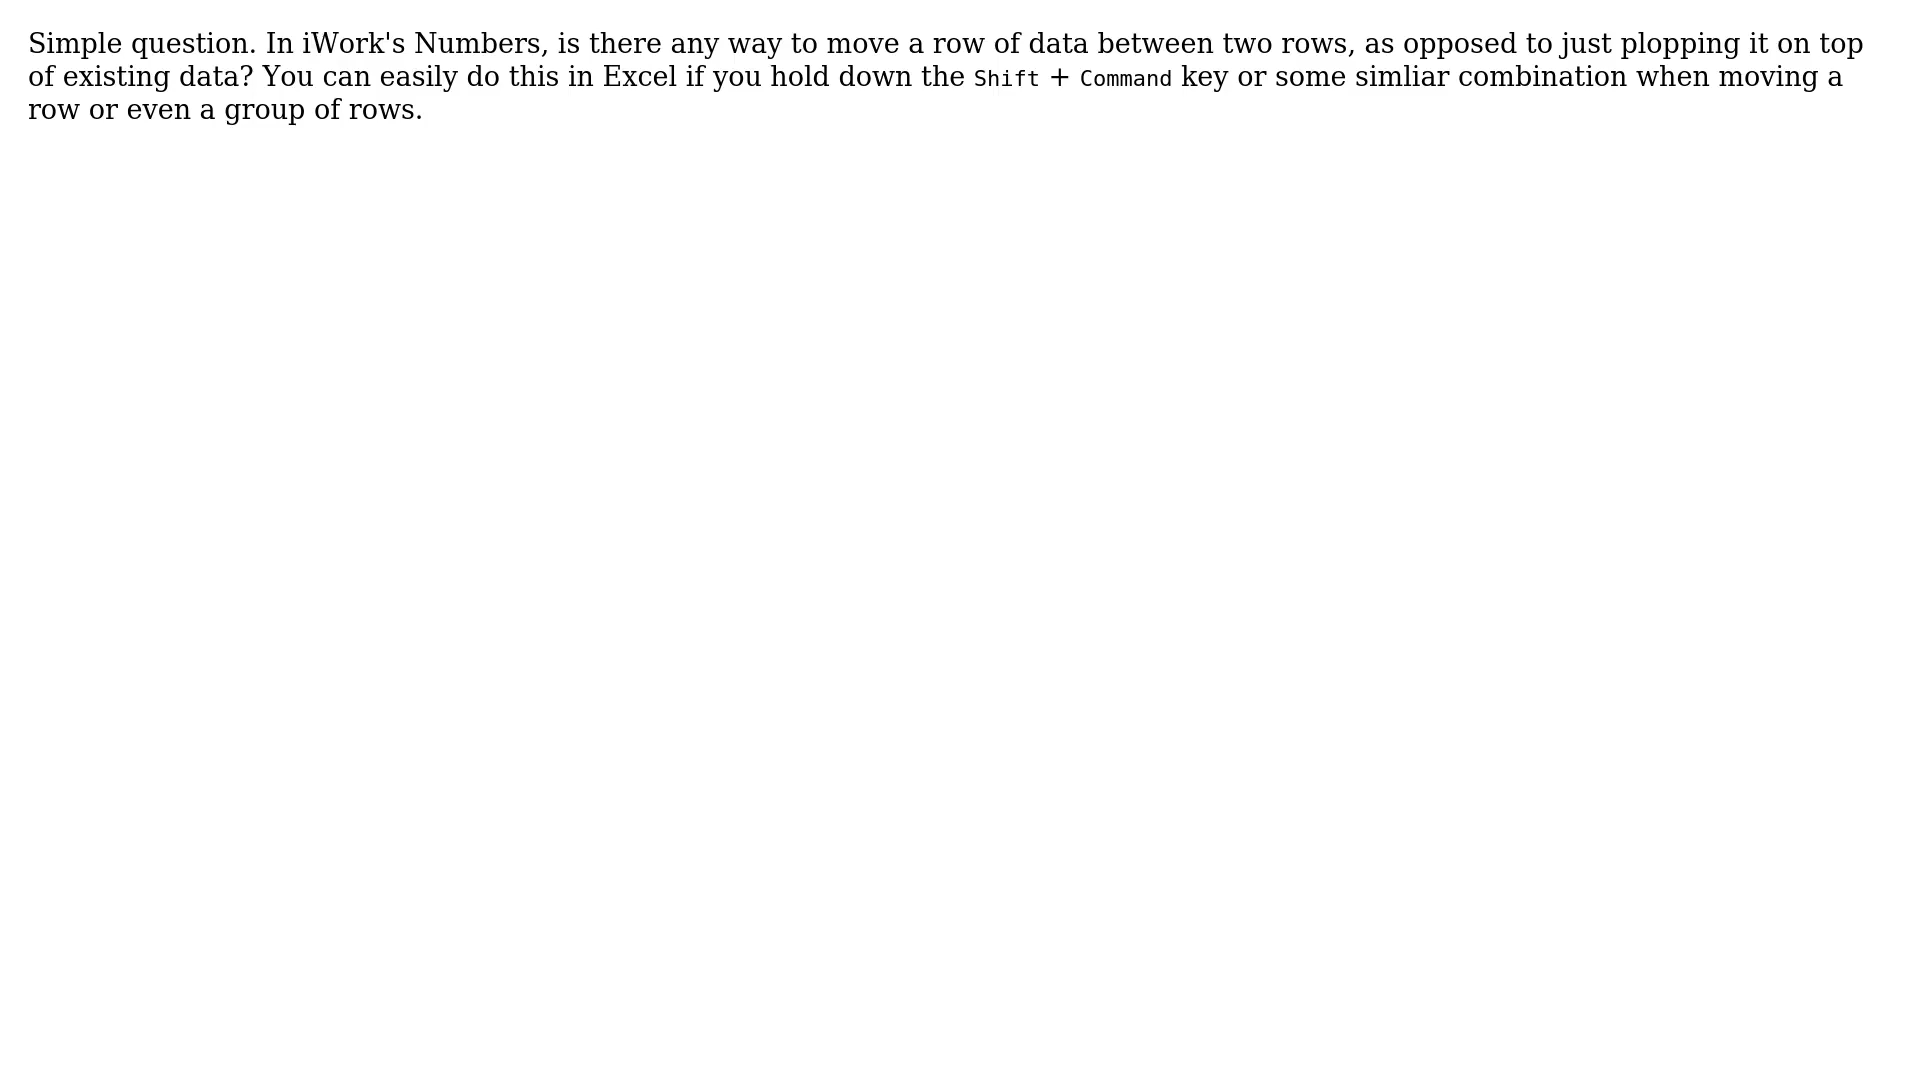 Simple question. In iWork's Numbers, is there any way to move a row of data between two rows, as opposed to just plopping it on top
of existing data? You can easily do this in Excel if you hold down the Shift + Command key or some simliar combination when moving a
row or even a group of rows.